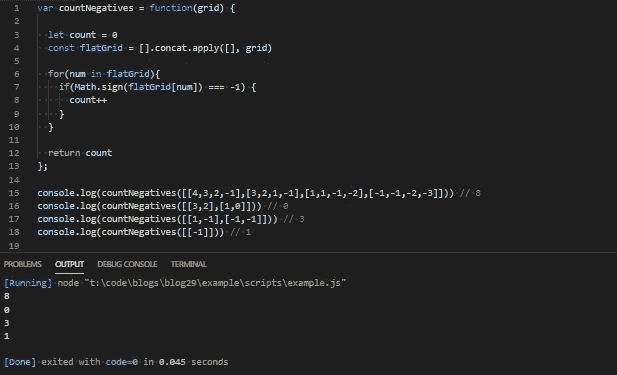 1 var countNegatives = function(grid) {
2
3 let count = 0
4 const flatGrid = [].concat.apply([], grid)
5
6 for(num in flatGrid){
7 if(Math.sign(flatGrid[num]) === -1) {
8 count++
9 }
10 }
11
12 return count
13 };
14
15 console.log(countNegatives([[4,3,2,-1],[3,2,1,-1],[1,1,-1,-2],[-1,-1,-2,-3]])) // 8
16 console.log(countNegatives([[3,2],[1,0]])) // 0
17 console.log(countNegatives([[1,-1],[-1,-1]])) // 3
18 console.log(countNegatives([[-1]])) // 1
19
PROBLEMS OUTPUT DEBUG CONSOLE TERMINAL
[Running] node "t:\code\blogs\blog29\example\scripts\example.js"
8
0
3
1
[Done] exited with code=0 in 0.045 seconds